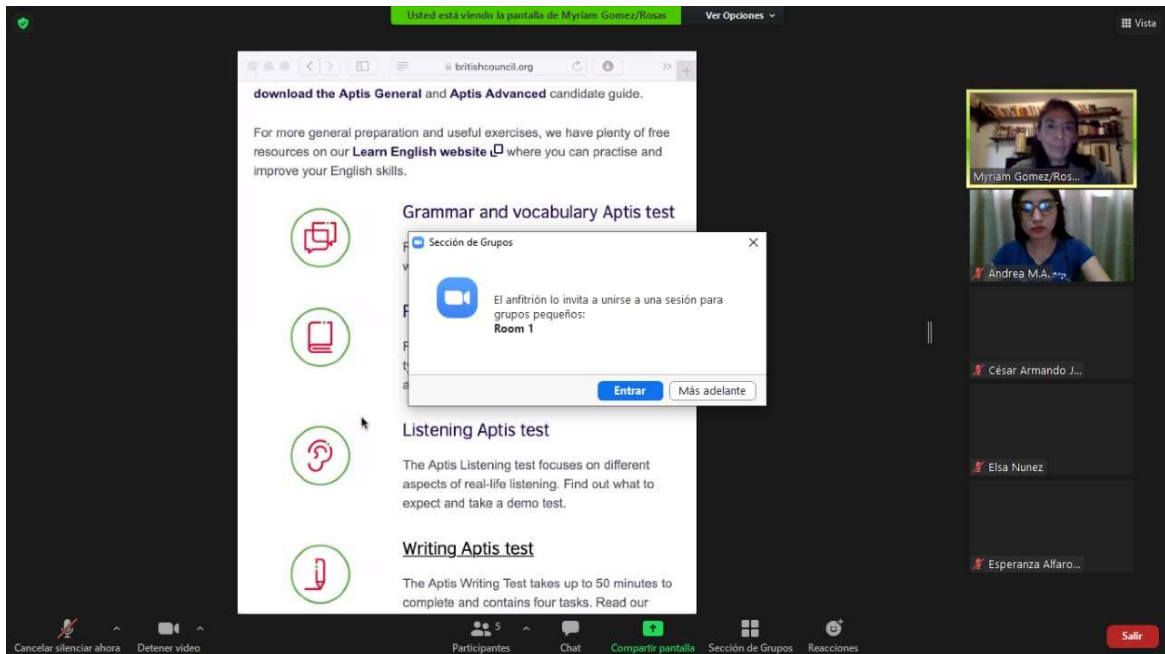 Usted está viendo la pantalla de Myriam Gomez/Rosas
Ver Opciones
Vista
britishcouncil.org
download the Aptis General and Aptis Advanced candidate guide.
For more general preparation and useful exercises, we have plenty of free
resources on our Learn English website where you can practise and
improve your English skills.
Grammar and vocabulary Aptis test
Sección de Grupos
El anfitrión lo invita a unirse a una sesión para
grupos pequeños:
Room 1
Entrar
Más adelante
Listening Aptis test
The Aptis Listening test focuses on different
aspects of real-life listening. Find out what to
expect and take a demo test.
Writing Aptis test
The Aptis Writing Test takes up to 50 minutes to
complete and contains four tasks. Read our
Myriam Gomez/Ros...
Andrea M.A.
César Armando J...
Elsa Nunez
Esperanza Alfaro...
Cancelar silenciar ahora
Detener video
5
Participantes
Chat
Compartir pantalla
Sección de Grupos
Reacciones
Salir